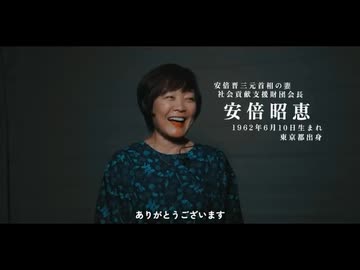 安倍晋三元首相の妻
社会貢献支援財団会長
安倍昭恵
1962年6月10日生まれ
東京都出身
ありがとうございます